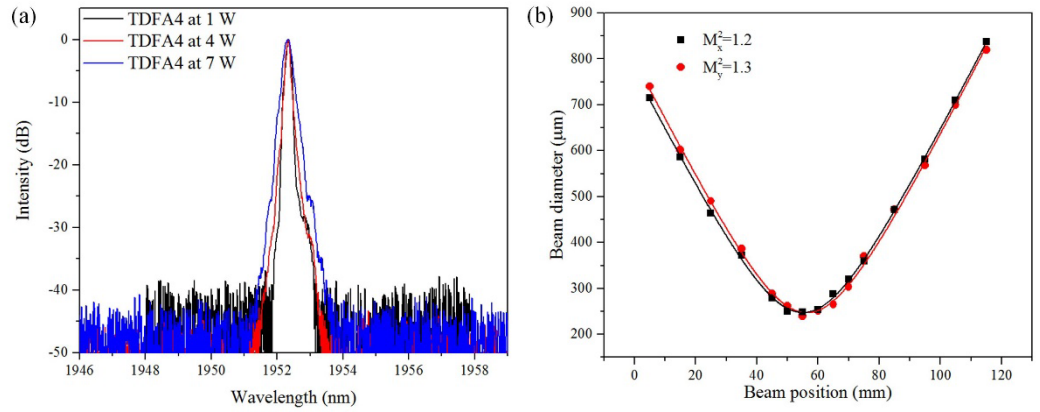 (a)
TDFA4 at 1 W
TDFA4 at 4 W
TDFA4 at 7 W
0
-10
-20
-30
-40
-50
Intensity (dB)
1946 1948 1950 1952 1954 1956 1958
Wavelength (nm)
(b)
M²ₓ=1.2
M²ᵧ=1.3
900
800
700
600
500
400
300
200
Beam diameter (μm)
0 20 40 60 80 100 120
Beam position (mm)